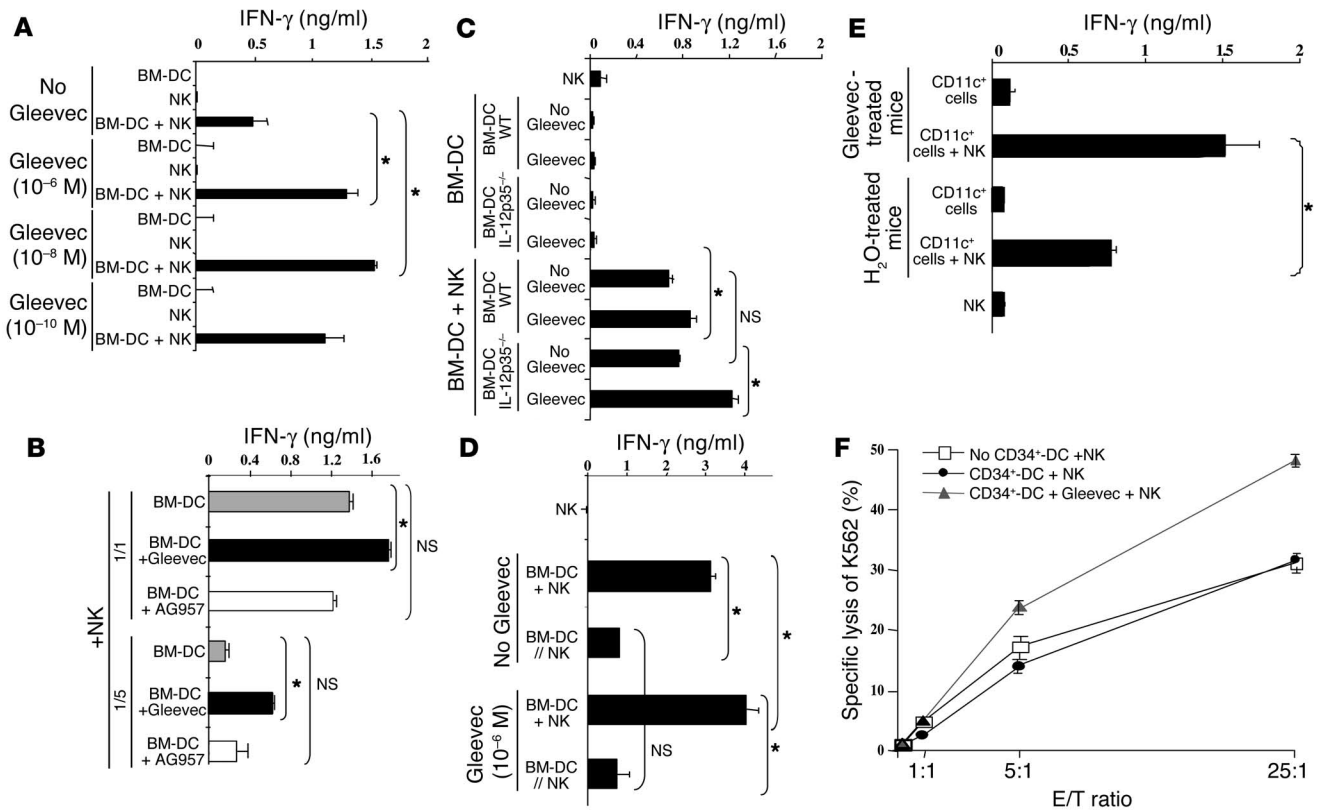 A
IFN-γ (ng/ml)
0 0.5 1 1.5 2
No
Gleevec
BM-DC
NK
BM-DC + NK
Gleevec
(10⁻⁶ M)
BM-DC
NK
BM-DC + NK
Gleevec
(10⁻⁸ M)
BM-DC
NK
BM-DC + NK
Gleevec
(10⁻¹⁰ M)
BM-DC
NK
BM-DC + NK
*
*
B
IFN-γ (ng/ml)
0 0.4 0.8 1.2 1.6
+NK
1/1
BM-DC
BM-DC
+Gleevec
BM-DC
+ AG957
* NS
1/5
BM-DC
BM-DC
+Gleevec
BM-DC
+ AG957
* NS
C
IFN-γ (ng/ml)
0 0.4 0.8 1.2 1.6 2
NK
BM-DC
BM-DC
WT
No
Gleevec
Gleevec
BM-DC
IL-12p35⁻/⁻
No
Gleevec
Gleevec
BM-DC + NK
BM-DC
WT
No
Gleevec
Gleevec
BM-DC
IL-12p35⁻/⁻
No
Gleevec
Gleevec
*
NS
*
D
IFN-γ (ng/ml)
0 1 2 3 4
NK
No Gleevec
BM-DC
+ NK
BM-DC
// NK
Gleevec
(10⁻⁶ M)
BM-DC
+ NK
BM-DC
// NK
*
*
NS
*
E
IFN-γ (ng/ml)
0 0.5 1 1.5 2
Gleevec-
treated
mice
CD11c⁺
cells
CD11c⁺
cells + NK
H₂O-treated
mice
CD11c⁺
cells
CD11c⁺
cells + NK
NK
*
F
No CD34⁺-DC +NK
CD34⁺-DC + NK
CD34⁺-DC + Gleevec + NK
Specific lysis of K562 (%)
50
40
30
20
10
0
1:1 5:1 25:1
E/T ratio